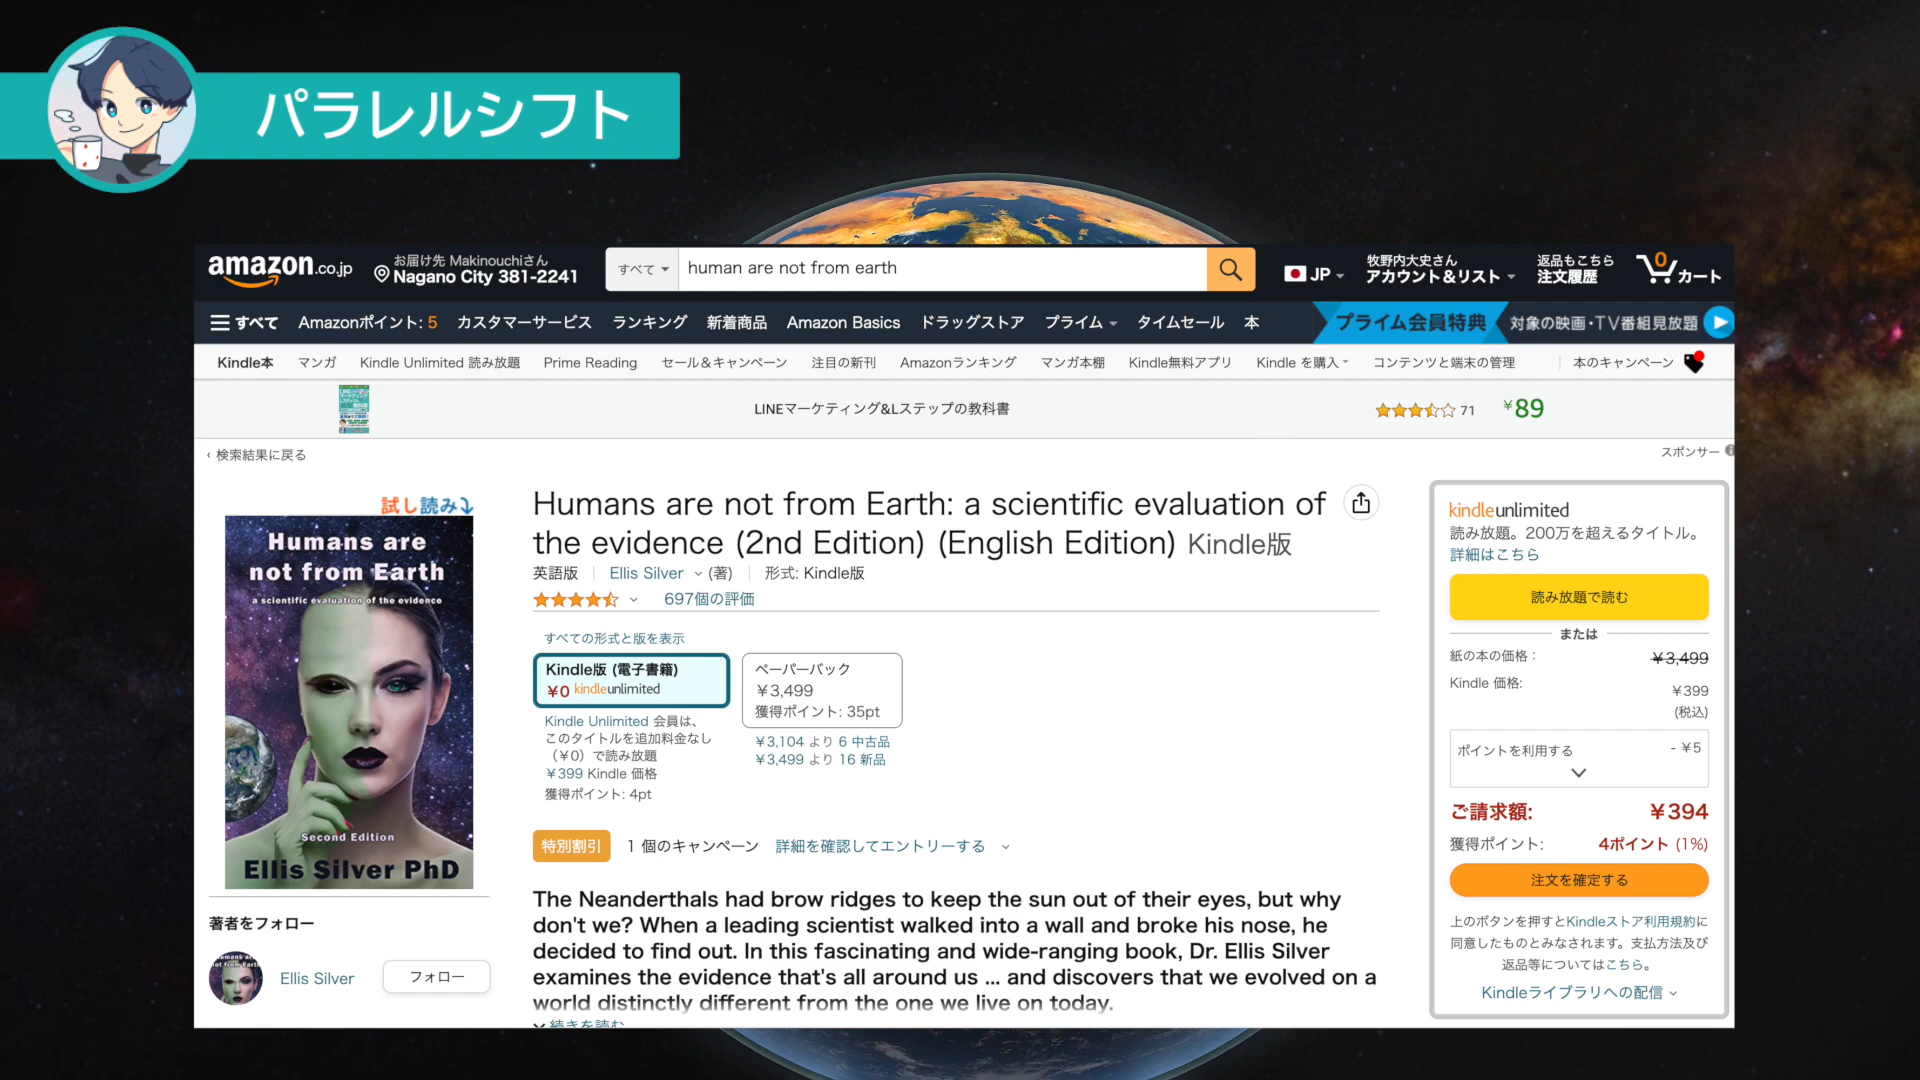 パラレルシフト
amazon.co.jp
お届け先 Makinouchiさん
Nagano City 381-2241
すべて
human are not from earth
JP
牧野内大史さん
アカウント&リスト
返品もこちら
注文履歴
0
カート
すべて
Amazonポイント: 5
カスタマーサービス
ランキング
新着商品
Amazon Basics
ドラッグストア
プライム
タイムセール
本
プライム会員特典
対象の映画・TV番組見放題
Kindle本
マンガ
Kindle Unlimited 読み放題
Prime Reading
セール&キャンペーン
注目の新刊
Amazonランキング
マンガ本棚
Kindle無料アプリ
Kindle を購入
コンテンツと端末の管理
本のキャンペーン
LINEマーケティング&Lステップの教科書
71
¥89
‹ 検索結果に戻る
スポンサー
試し読み
Humans are
not from Earth
a scientific evaluation of the evidence
Second Edition
Ellis Silver PhD
著者をフォロー
Ellis Silver
フォロー
Humans are not from Earth: a scientific evaluation of
the evidence (2nd Edition) (English Edition) Kindle版
英語版
Ellis Silver
(著)
形式: Kindle版
697個の評価
すべての形式と版を表示
Kindle版 (電子書籍)
¥0 kindleunlimited
Kindle Unlimited 会員は、
このタイトルを追加料金なし
(¥0) で読み放題
¥399 Kindle 価格
獲得ポイント: 4pt
ペーパーバック
¥3,499
獲得ポイント: 35pt
¥3,104 より 6 中古品
¥3,499 より 16 新品
特別割引
1 個のキャンペーン
詳細を確認してエントリーする
The Neanderthals had brow ridges to keep the sun out of their eyes, but why
don't we? When a leading scientist walked into a wall and broke his nose, he
decided to find out. In this fascinating and wide-ranging book, Dr. Ellis Silver
examines the evidence that's all around us ... and discovers that we evolved on a
world distinctly different from the one we live on today.
続きを読む
kindleunlimited
読み放題。200万を超えるタイトル。
詳細はこちら
読み放題で読む
または
紙の本の価格:
¥3,499
Kindle 価格:
¥399
(税込)
ポイントを利用する
- ¥5
ご請求額:
¥394
獲得ポイント:
4ポイント (1%)
注文を確定する
上のボタンを押すとKindleストア利用規約に
同意したものとみなされます。支払方法及び
返品等についてはこちら。
Kindleライブラリへの配信